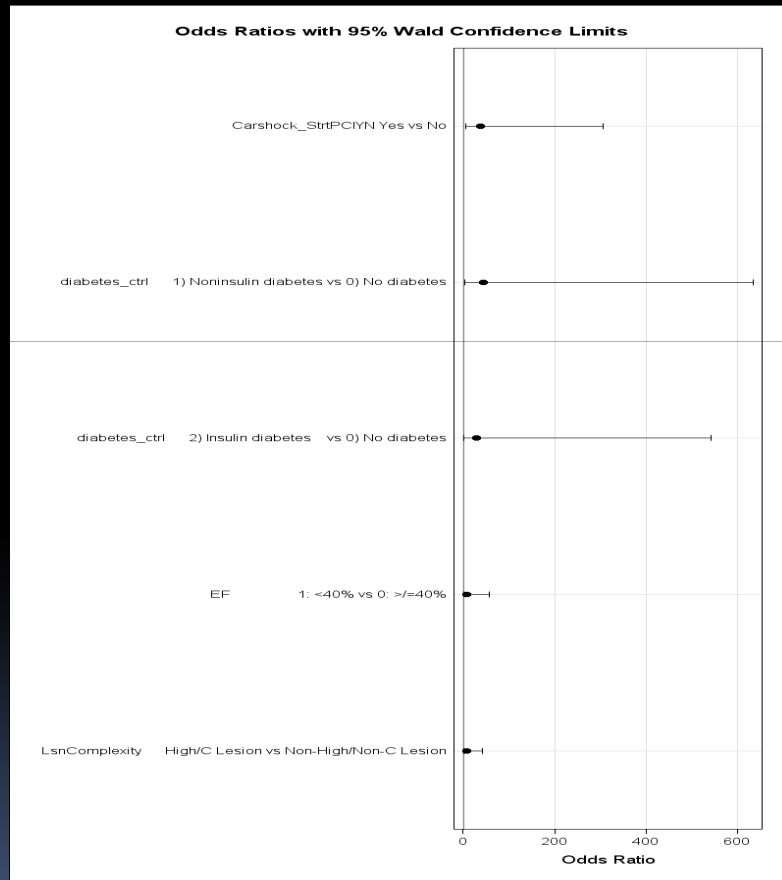 Odds Ratios with 95% Wald Confidence Limits
Carshock_StrtPCIYN Yes vs No
diabetes_ctrl 1) Noninsulin diabetes vs 0) No diabetes
diabetes_ctrl 2) Insulin diabetes vs 0) No diabetes
EF 1: <40% vs 0: >/=40%
LsnComplexity High/C Lesion vs Non-High/Non-C Lesion
0 200 400 600
Odds Ratio